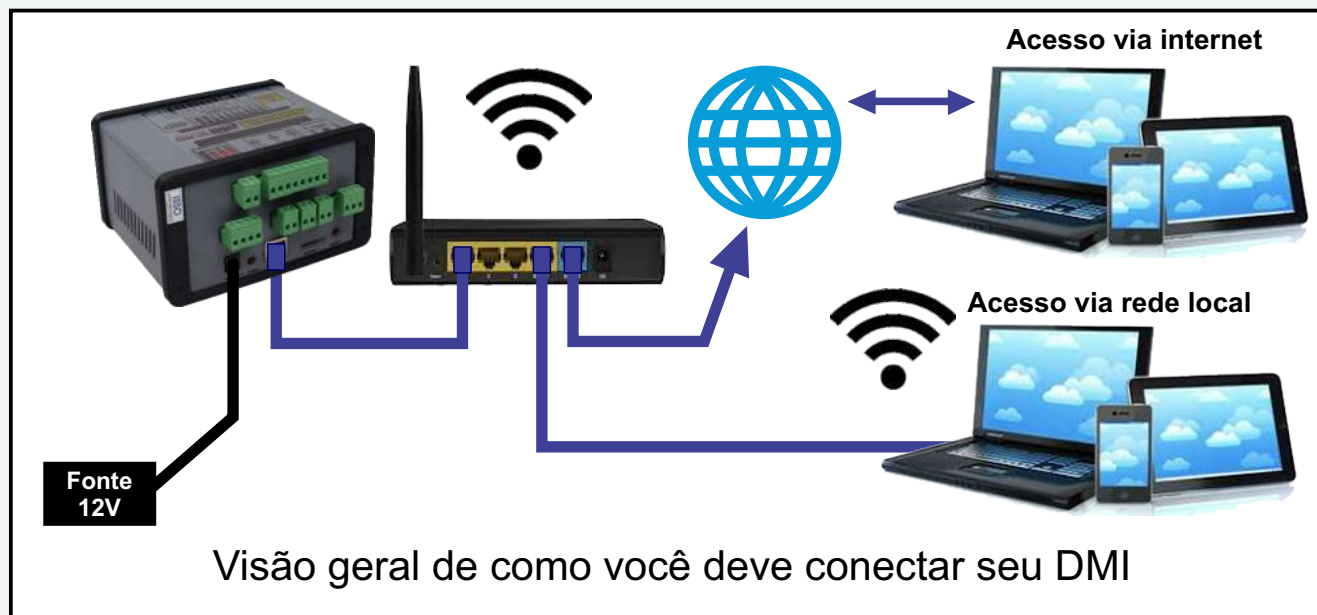 Acesso via internet
Acesso via rede local
Fonte
12V
Visão geral de como você deve conectar seu DMI